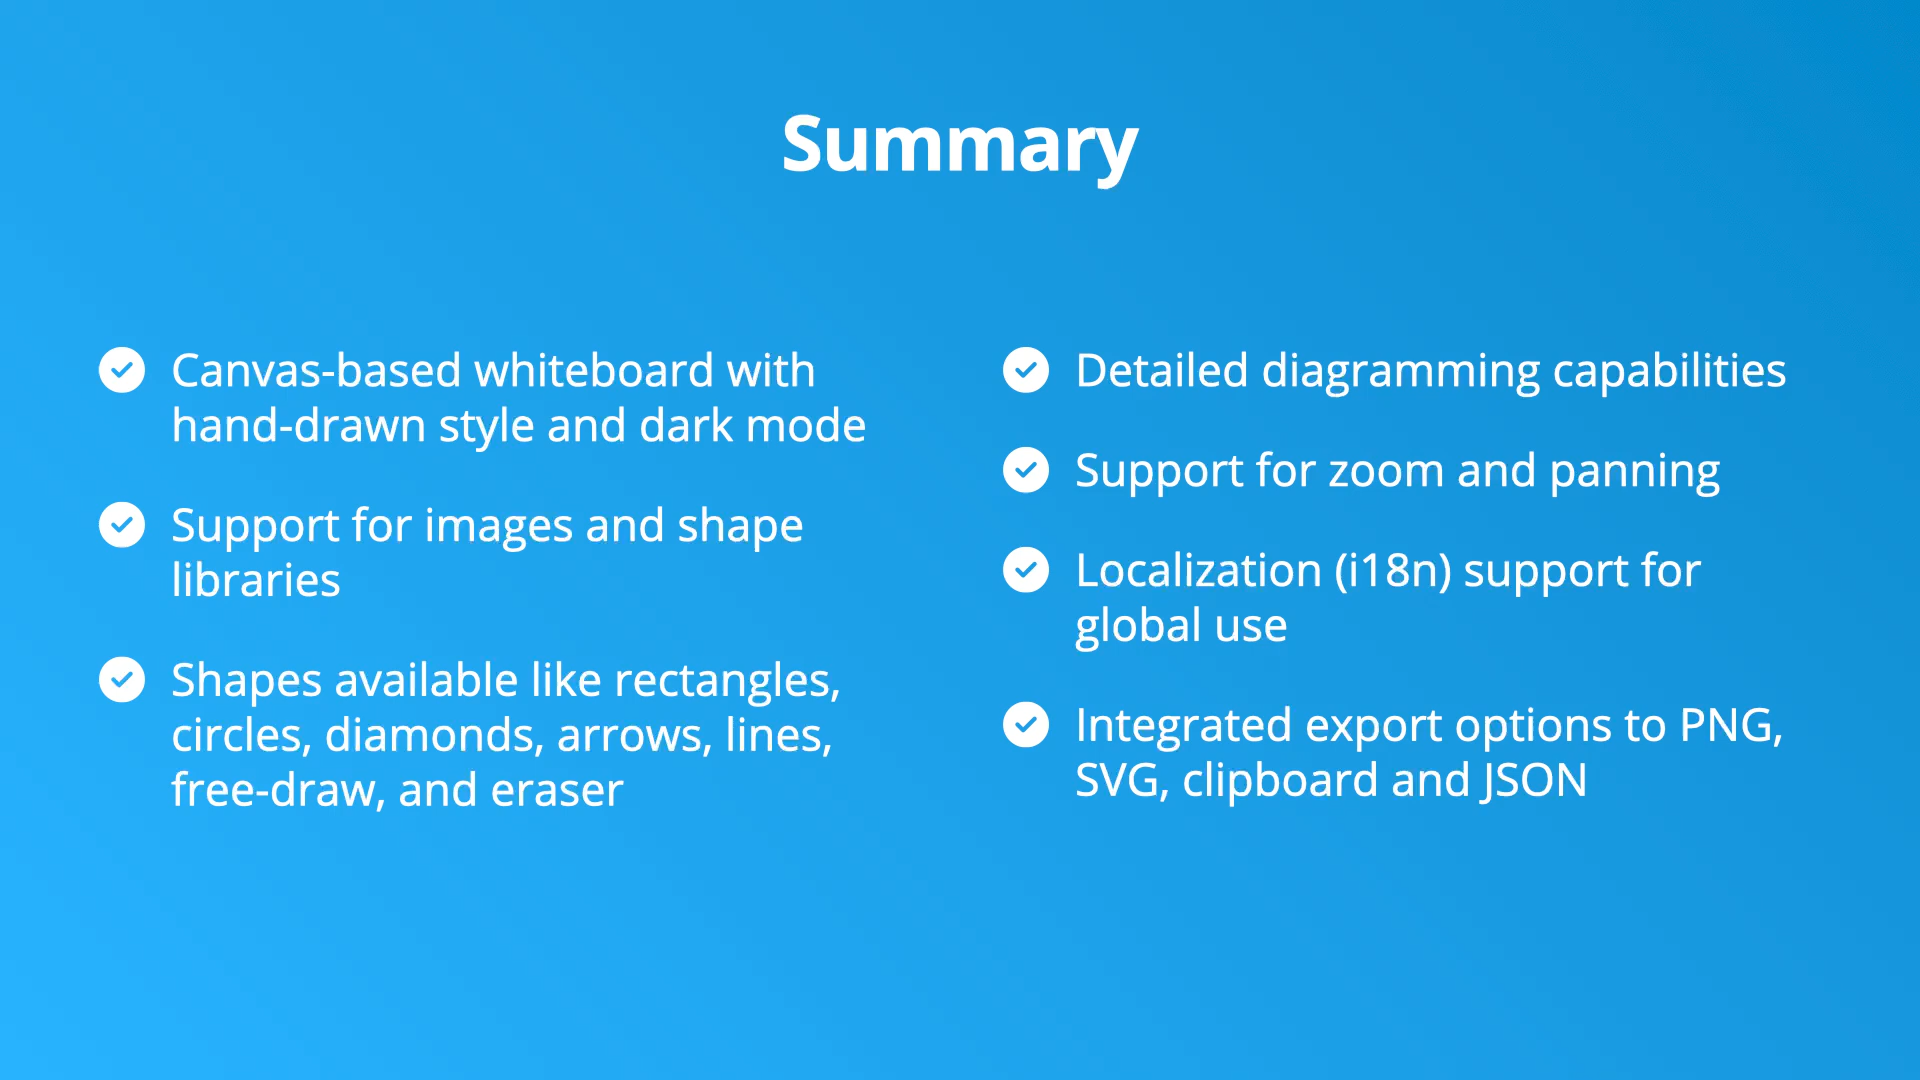 Summary
Canvas-based whiteboard with
hand-drawn style and dark mode
Support for images and shape
libraries
Shapes available like rectangles,
circles, diamonds, arrows, lines,
free-draw, and eraser
Detailed diagramming capabilities
Support for zoom and panning
Localization (i18n) support for
global use
Integrated export options to PNG,
SVG, clipboard and JSON